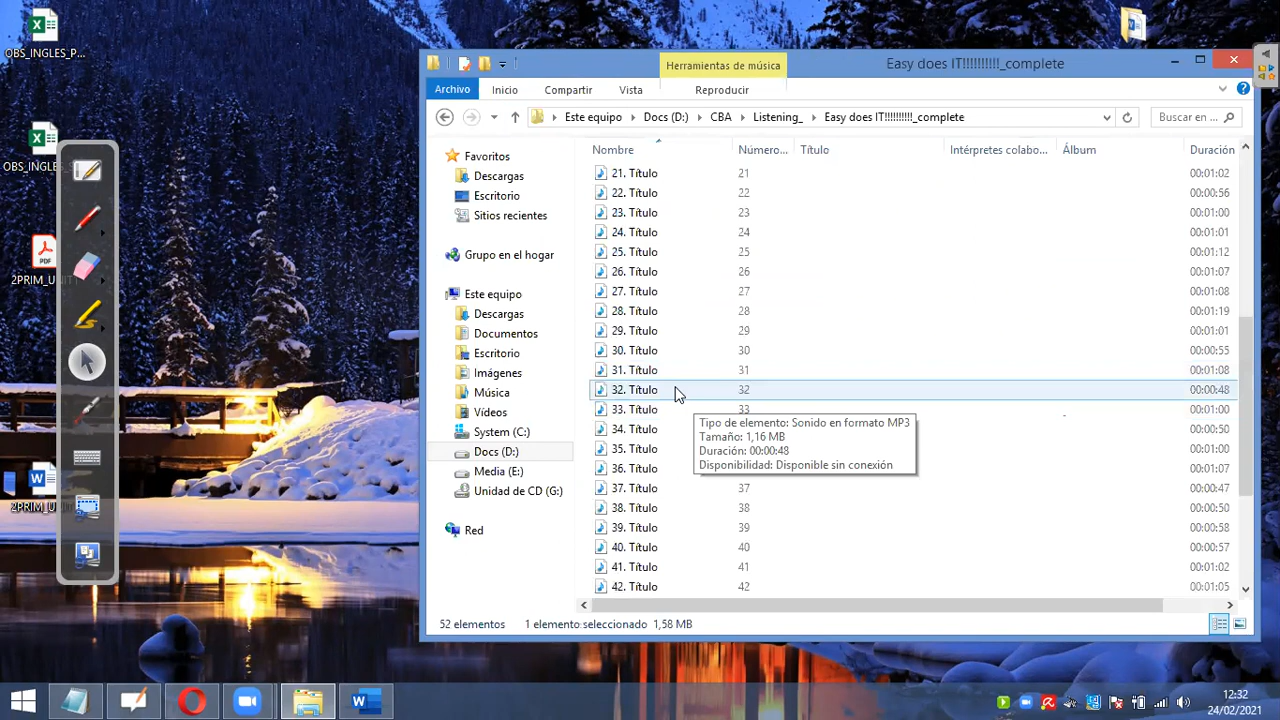 OBS_INGLES_P...
OBS_INGLES_S
2PRIM_UNIT
2PRIM_UNI
Herramientas de música
Easy does IT!!!!!!!!!!_complete
Archivo
Inicio
Compartir
Vista
Reproducir
Este equipo
Docs (D:)
CBA
Listening_
Easy does IT!!!!!!!!!!_complete
Buscar en ...
Favoritos
Descargas
Escritorio
Sitios recientes
Grupo en el hogar
Este equipo
Descargas
Documentos
Escritorio
Imágenes
Música
Vídeos
System (C:)
Docs (D:)
Media (E:)
Unidad de CD (G:)
Red
Nombre Número... Título Intérpretes colabo... Álbum Duración
21. Título 21 00:01:02
22. Título 22 00:00:56
23. Título 23 00:01:00
24. Título 24 00:01:01
25. Título 25 00:01:12
26. Título 26 00:01:07
27. Título 27 00:01:08
28. Título 28 00:01:19
29. Título 29 00:01:01
30. Título 30 00:00:55
31. Título 31 00:01:08
32. Título 32 00:00:48
33. Título 33 00:01:00
34. Título 00:00:50
35. Título 00:01:00
36. Título 00:01:07
37. Título 37 00:00:47
38. Título 38 00:00:50
39. Título 39 00:00:58
40. Título 40 00:00:57
41. Título 41 00:01:02
42. Título 42 00:01:05
Tipo de elemento: Sonido en formato MP3
Tamaño: 1,16 MB
Duración: 00:00:48
Disponibilidad: Disponible sin conexión
52 elementos 1 elemento seleccionado 1,58 MB
12:32
24/02/2021